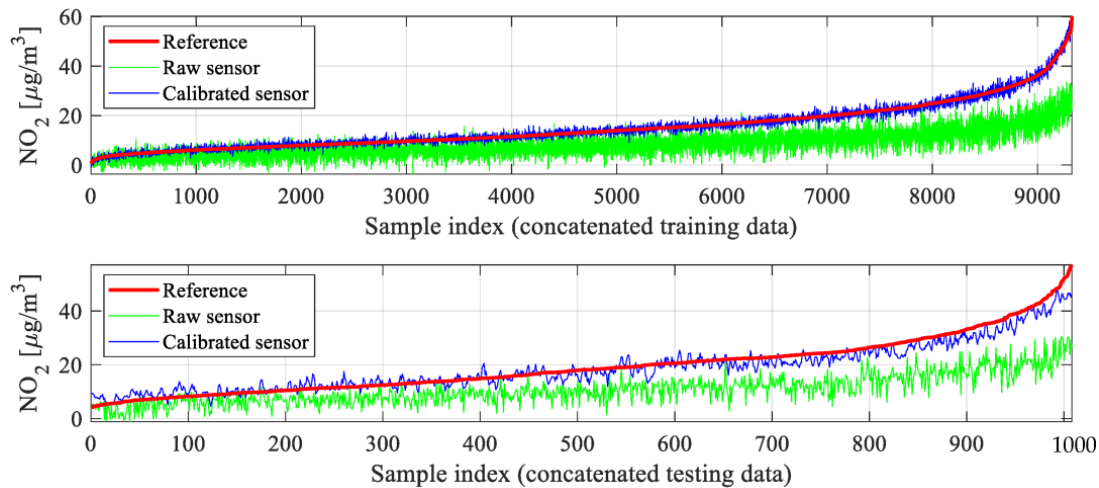 60
40
20
0
NO2 [μg/m3]
Reference
Raw sensor
Calibrated sensor
0 1000 2000 3000 4000 5000 6000 7000 8000 9000
Sample index (concatenated training data)
40
20
0
NO2 [μg/m3]
Reference
Raw sensor
Calibrated sensor
0 100 200 300 400 500 600 700 800 900 1000
Sample index (concatenated testing data)